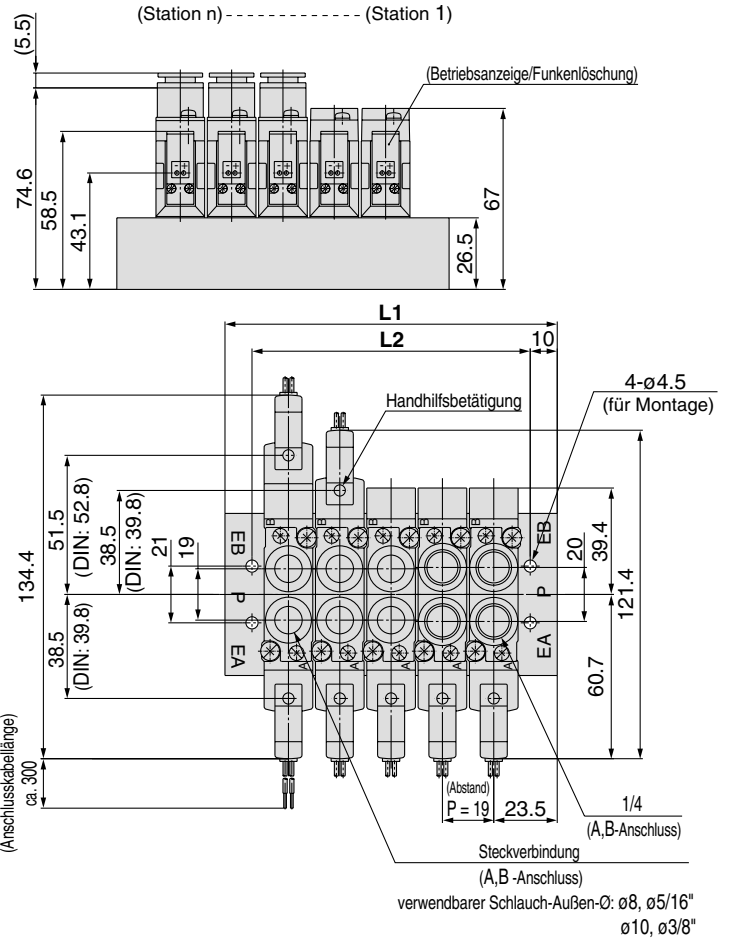 (Station n) - - - - - - - - - - - - (Station 1)
(5.5)
(Betriebsanzeige/Funkenlöschung)
74.6
58.5
43.1
67
26.5
L1
L2
10
4-ø4.5
(für Montage)
Handhilfsbetätigung
134.4
51.5
(DIN: 52.8)
38.5
(DIN: 39.8)
21
19
38.5
(DIN: 39.8)
EB
P
EA
B
B
B
B
B
A
A
A
A
A
EB
P
EA
20
39.4
121.4
60.7
(Anschlusskabellänge)
ca. 300
(Abstand)
P = 19
23.5
1/4
(A,B-Anschluss)
Steckverbindung
(A,B -Anschluss)
verwendbarer Schlauch-Außen-Ø: ø8, ø5/16"
ø10, ø3/8"